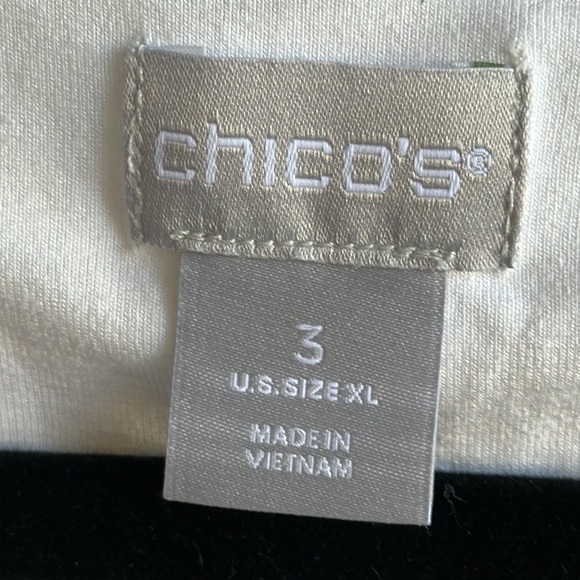 chico's®
3
U.S. SIZE XL
MADE IN
VIETNAM